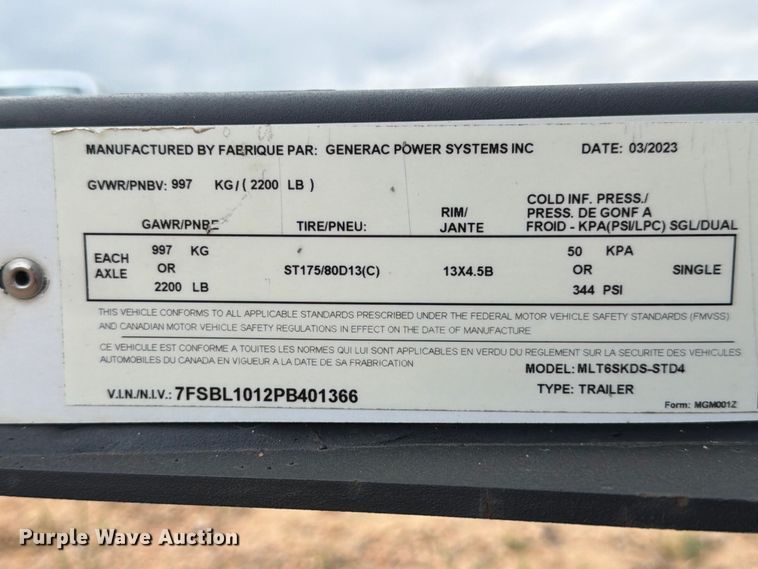 MANUFACTURED BY FABRIQUE PAR: GENERAC POWER SYSTEMS INC DATE: 03/2023
GVWR/PNBV: 997 KG/( 2200 LB )
GAWR/PNBE TIRE/PNEU: RIM/ JANTE COLD INF. PRESS./ PRESS. DE GONF A FROID - KPA(PSI/LPC) SGL/DUAL
EACH AXLE 997 KG OR 2200 LB ST175/80D13(C) 13X4.5B 50 KPA OR 344 PSI SINGLE
THIS VEHICLE CONFORMS TO ALL APPLICABLE STANDARDS PRESCRIBED UNDER THE FEDERAL MOTOR VEHICLE SAFETY STANDARDS (FMVSS)
AND CANADIAN MOTOR VEHICLE SAFETY REGULATIONS IN EFFECT ON THE DATE OF MANUFACTURE
CE VEHICULE EST CONFORME A TOUTES LES NORMES QUI LUI SONT APPLICABLES EN VERDU DU REGLEMENT SUR LA SECURITE DES VEHICULES
AUTOMOBILES DU CANADA EN VIGUEUR A LA DATE DE SA FRABRICATION
MODEL: MLT6SKDS-STD4
V.I.N./N.I.V.: 7FSBL1012PB401366 TYPE: TRAILER
Form: MGM001Z
Purple Wave Auction